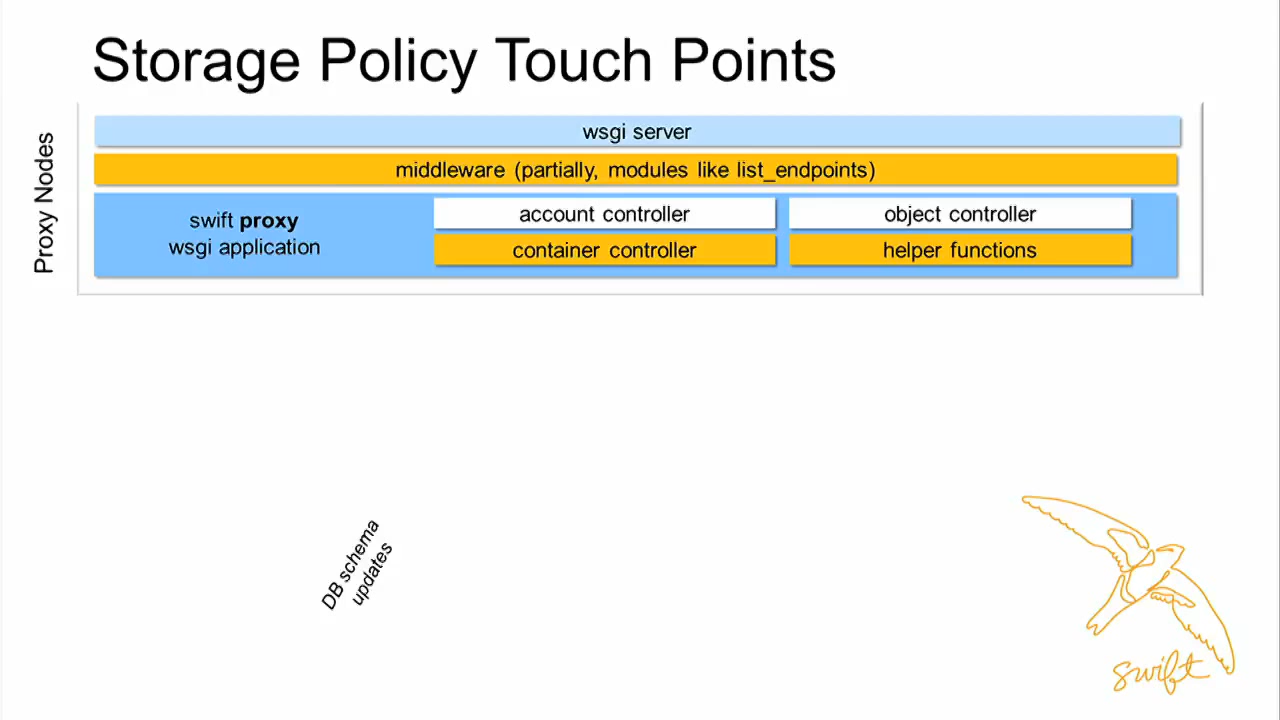 Storage Policy Touch Points
Proxy Nodes
wsgi server
middleware (partially, modules like list_endpoints)
swift proxy
wsgi application
account controller
object controller
container controller
helper functions
DB schema
updates
swift